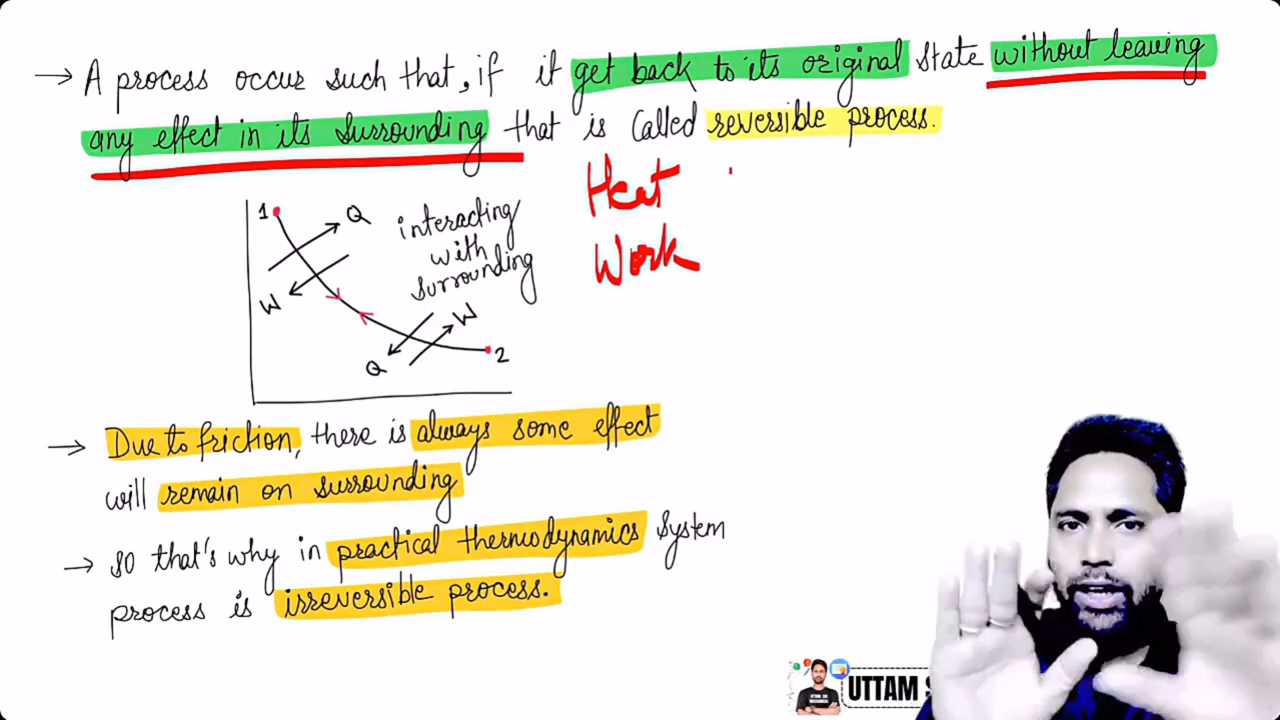 → A process occur such that, if it get back to its original state without leaving
any effect in its surrounding that is called reversible process.
Heat
Work
1
Q
W
interacting
with
surrounding
W
Q
2
→ Due to friction, there is always some effect
will remain on surrounding
→ so that's why in practical thermodynamics system
process is irreversible process.
UTTAM